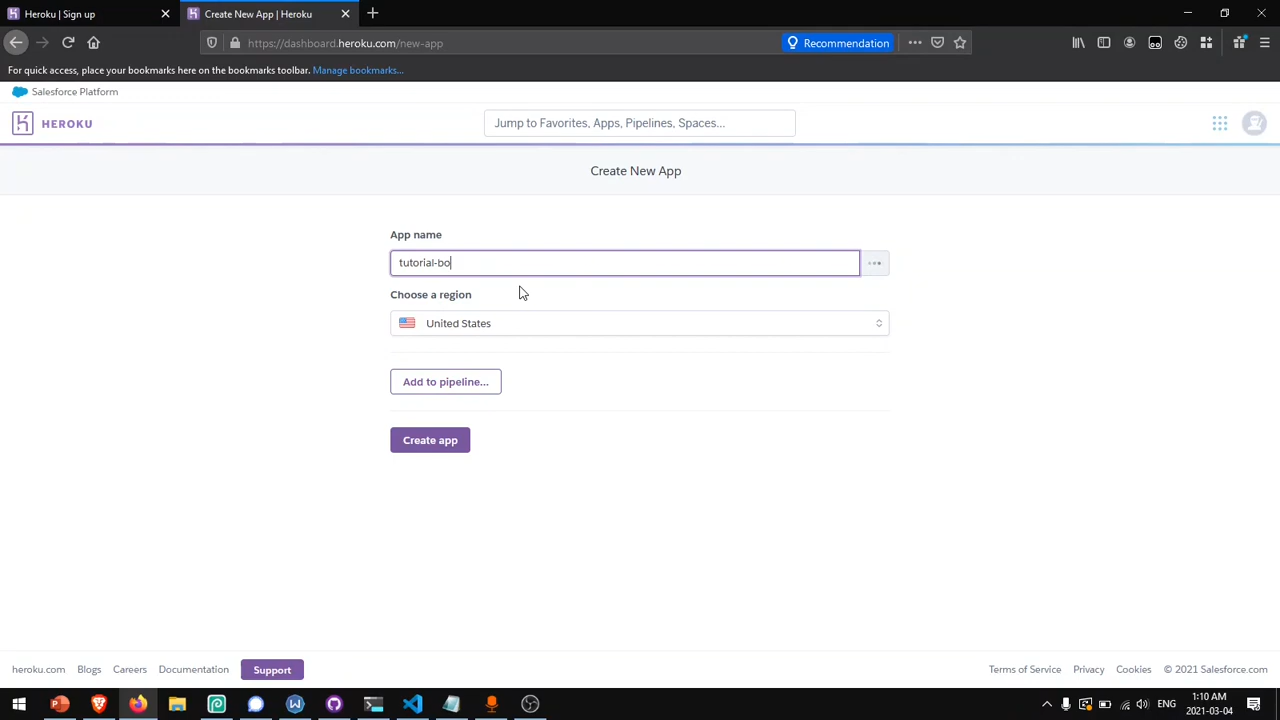 Heroku | Sign up
Create New App | Heroku
https://dashboard.heroku.com/new-app
Recommendation
For quick access, place your bookmarks here on the bookmarks toolbar. Manage bookmarks...
Salesforce Platform
HEROKU
Jump to Favorites, Apps, Pipelines, Spaces...
Create New App
App name
tutorial-bo
Choose a region
United States
Add to pipeline...
Create app
heroku.com Blogs Careers Documentation Support Terms of Service Privacy Cookies © 2021 Salesforce.com
ENG
1:10 AM
2021-03-04